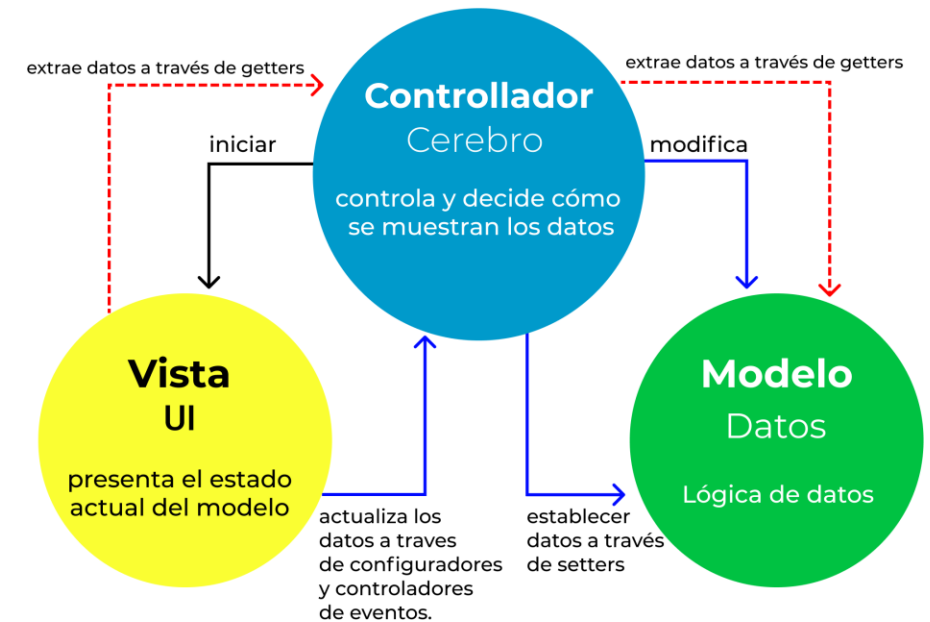 extrae datos a través de getters
extrae datos a través de getters
Controllador
Cerebro
controla y decide cómo
se muestran los datos
iniciar
modifica
Vista
UI
presenta el estado
actual del modelo
Modelo
Datos
Lógica de datos
actualiza los
datos a traves
de configuradores
y controladores
de eventos.
establecer
datos a través
de setters